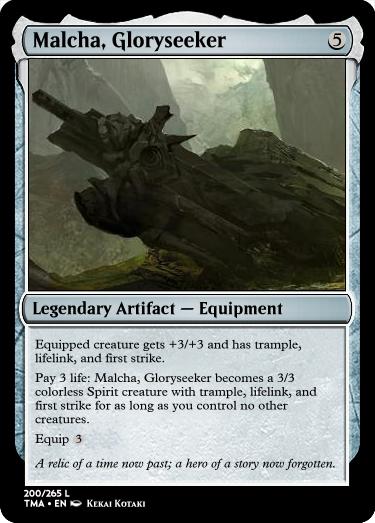 Malcha, Gloryseeker 5
Legendary Artifact — Equipment
Equipped creature gets +3/+3 and has trample,
lifelink, and first strike.
Pay 3 life: Malcha, Gloryseeker becomes a 3/3
colorless Spirit creature with trample, lifelink, and
first strike for as long as you control no other
creatures.
Equip 3
A relic of a time now past; a hero of a story now forgotten.
200/265 L
TMA • EN Kekai Kotaki